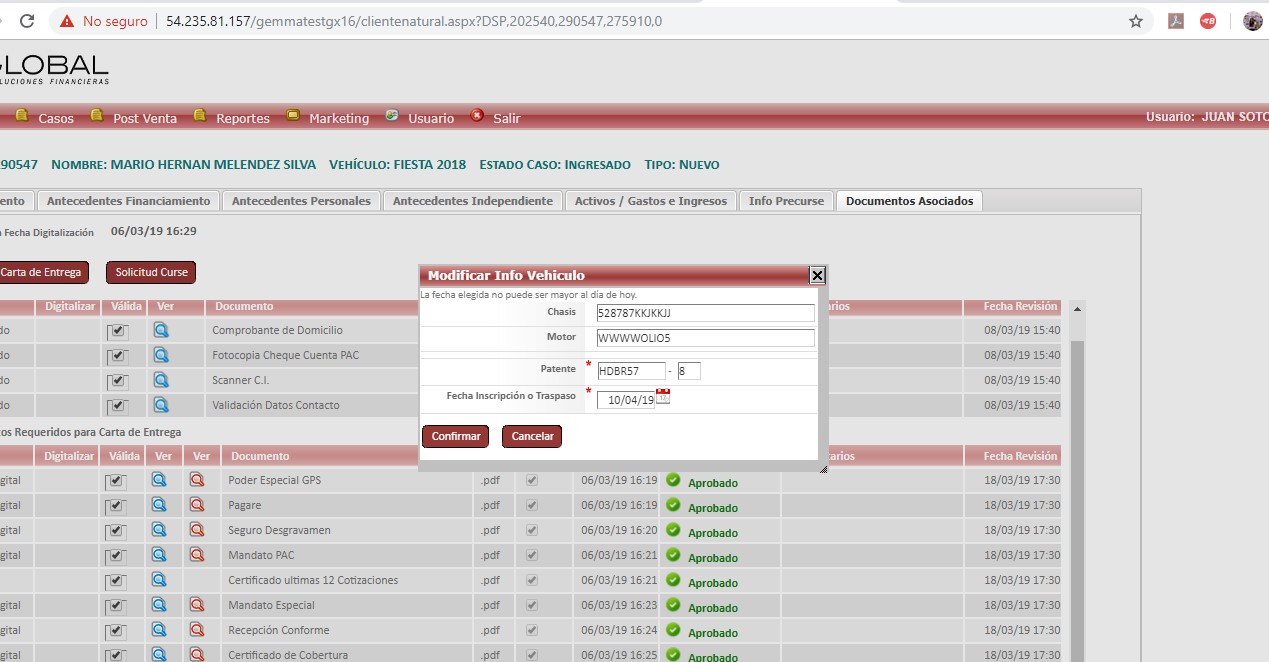 No seguro | 54.235.81.157/gemmatestgx16/clientenatural.aspx?DSP,202540,290547,275910,0
GLOBAL
LUCIONES FINANCIERAS
Casos Post Venta Reportes Marketing Usuario Salir Usuario: JUAN SOTO
90547 NOMBRE: MARIO HERNAN MELENDEZ SILVA VEHÍCULO: FIESTA 2018 ESTADO CASO: INGRESADO TIPO: NUEVO
ento Antecedentes Financiamiento Antecedentes Personales Antecedentes Independiente Activos / Gastos e Ingresos Info Precurse Documentos Asociados
a Fecha Digitalización 06/03/19 16:29
Carta de Entrega Solicitud Curse
Modificar Info Vehiculo
La fecha elegida no puede ser mayor al día de hoy.
Chasis 528787KKJKKJJ
Motor WWWWOLIO5
Patente * HDBR57 - 8
Fecha Inscripción o Traspaso * 10/04/19
Confirmar Cancelar
Digitalizar Válida Ver Documento arios Fecha Revisión
do Comprobante de Domicilio 08/03/19 15:40
do Fotocopia Cheque Cuenta PAC 08/03/19 15:40
do Scanner C.I. 08/03/19 15:40
do Validación Datos Contacto 08/03/19 15:40
tos Requeridos para Carta de Entrega
Digitalizar Válida Ver Ver Documento arios Fecha Revisión
gital Poder Especial GPS .pdf 06/03/19 16:19 Aprobado 18/03/19 17:30
gital Pagare .pdf 06/03/19 16:19 Aprobado 18/03/19 17:30
gital Seguro Desgravamen .pdf 06/03/19 16:20 Aprobado 18/03/19 17:30
gital Mandato PAC .pdf 06/03/19 16:21 Aprobado 18/03/19 17:30
Certificado ultimas 12 Cotizaciones .pdf 06/03/19 16:21 Aprobado 18/03/19 17:30
gital Mandato Especial .pdf 06/03/19 16:23 Aprobado 18/03/19 17:30
gital Recepción Conforme .pdf 06/03/19 16:24 Aprobado 18/03/19 17:30
gital Certificado de Cobertura .pdf 06/03/19 16:25 Aprobado 18/03/19 17:30